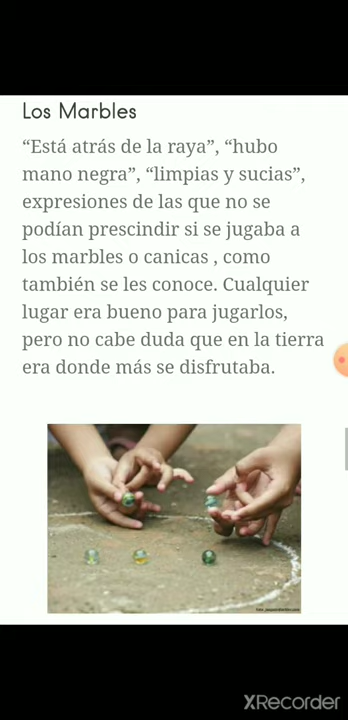 Los Marbles
“Está atrás de la raya”, “hubo
mano negra”, “limpias y sucias”,
expresiones de las que no se
podían prescindir si se jugaba a
los marbles o canicas , como
también se les conoce. Cualquier
lugar era bueno para jugarlos,
pero no cabe duda que en la tierra
era donde más se disfrutaba.
XRecorder